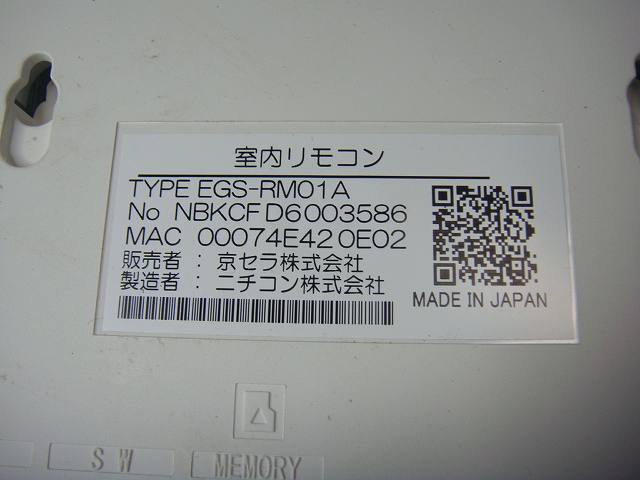 室内リモコン
TYPE EGS-RM01A
No NBKCFD6003586
MAC 00074E420E02
販売者 : 京セラ株式会社
製造者 : ニチコン株式会社
MADE IN JAPAN
SW
MEMORY